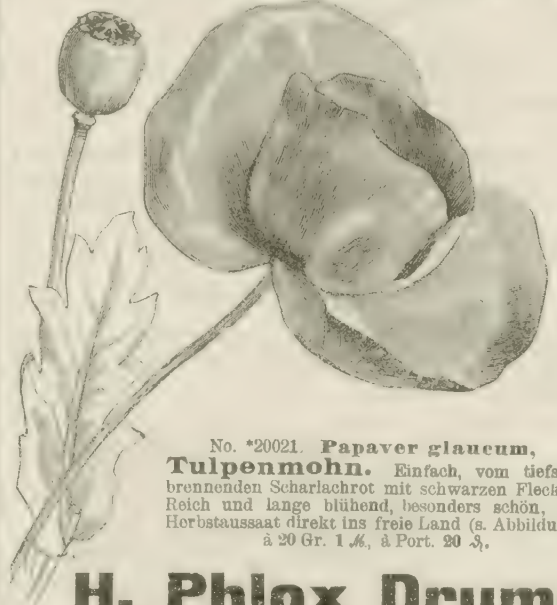 No. *20021. Papaver glaucum,
Tulpenmohn. Einfach, vom tiefs
brennenden Scharlachrot mit schwarzen Fleck
Reich und lange blühend, besonders schön,
Herbstaussaat direkt ins freie Land (s. Abbildu
à 20 Gr. 1 ℳ, à Port. 20 ₰.
H. Phlox Drum